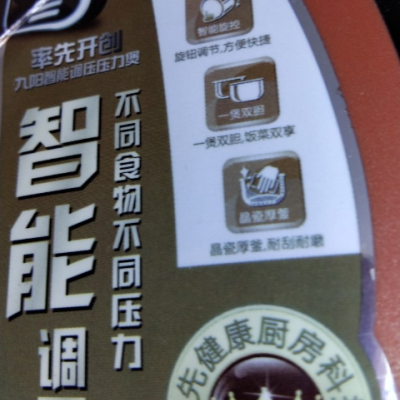 率先开创
九阳智能调压压力煲
智能调
不同食物不同压力
智能旋控
旋钮调节,方便快捷
一煲双胆
一煲双胆,饭菜双享
晶瓷厚釜
晶瓷厚釜,耐刮耐磨
先健康厨房科